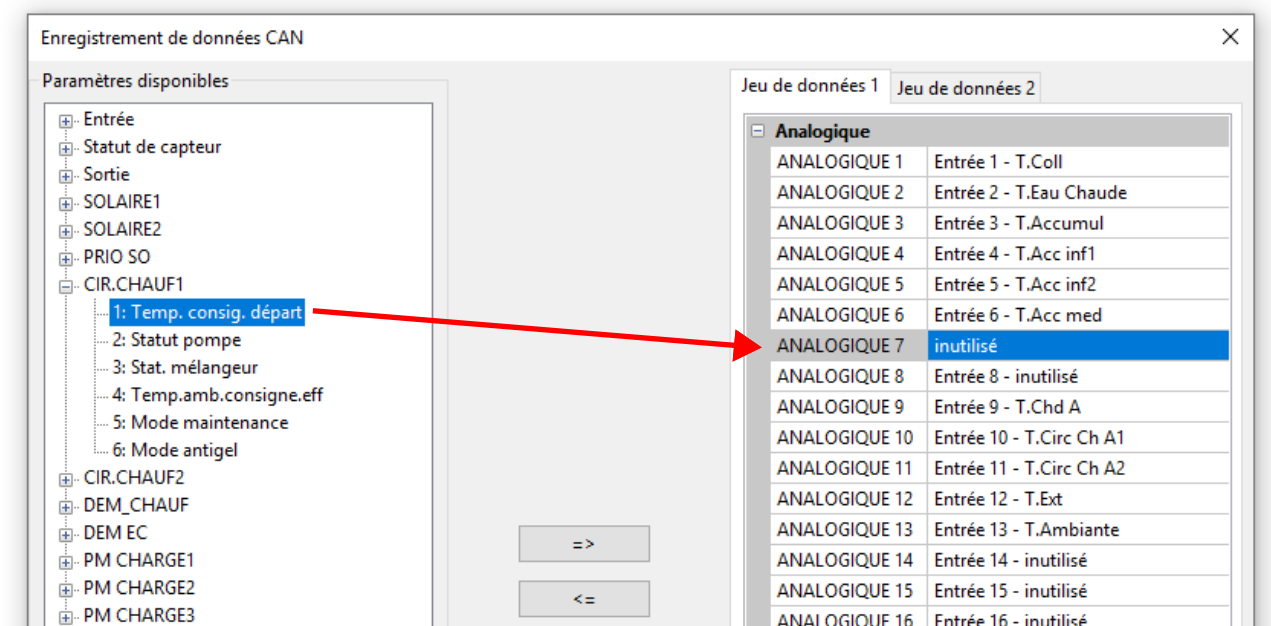 Enregistrement de données CAN
Paramètres disponibles
Entrée
Statut de capteur
Sortie
SOLAIRE1
SOLAIRE2
PRIO SO
CIR.CHAUF1
1: Temp. consig. départ
2: Statut pompe
3: Stat. mélangeur
4: Temp.amb.consigne.eff
5: Mode maintenance
6: Mode antigel
CIR.CHAUF2
DEM_CHAUF
DEM EC
PM CHARGE1
PM CHARGE2
PM CHARGE3
=>
<=
Jeu de données 1
Jeu de données 2
Analogique
ANALOGIQUE 1 Entrée 1 - T.Coll
ANALOGIQUE 2 Entrée 2 - T.Eau Chaude
ANALOGIQUE 3 Entrée 3 - T.Accumul
ANALOGIQUE 4 Entrée 4 - T.Acc inf1
ANALOGIQUE 5 Entrée 5 - T.Acc inf2
ANALOGIQUE 6 Entrée 6 - T.Acc med
ANALOGIQUE 7 inutilisé
ANALOGIQUE 8 Entrée 8 - inutilisé
ANALOGIQUE 9 Entrée 9 - T.Chd A
ANALOGIQUE 10 Entrée 10 - T.Circ Ch A1
ANALOGIQUE 11 Entrée 11 - T.Circ Ch A2
ANALOGIQUE 12 Entrée 12 - T.Ext
ANALOGIQUE 13 Entrée 13 - T.Ambiante
ANALOGIQUE 14 Entrée 14 - inutilisé
ANALOGIQUE 15 Entrée 15 - inutilisé
ANALOGIQUE 16 Entrée 16 - inutilisé